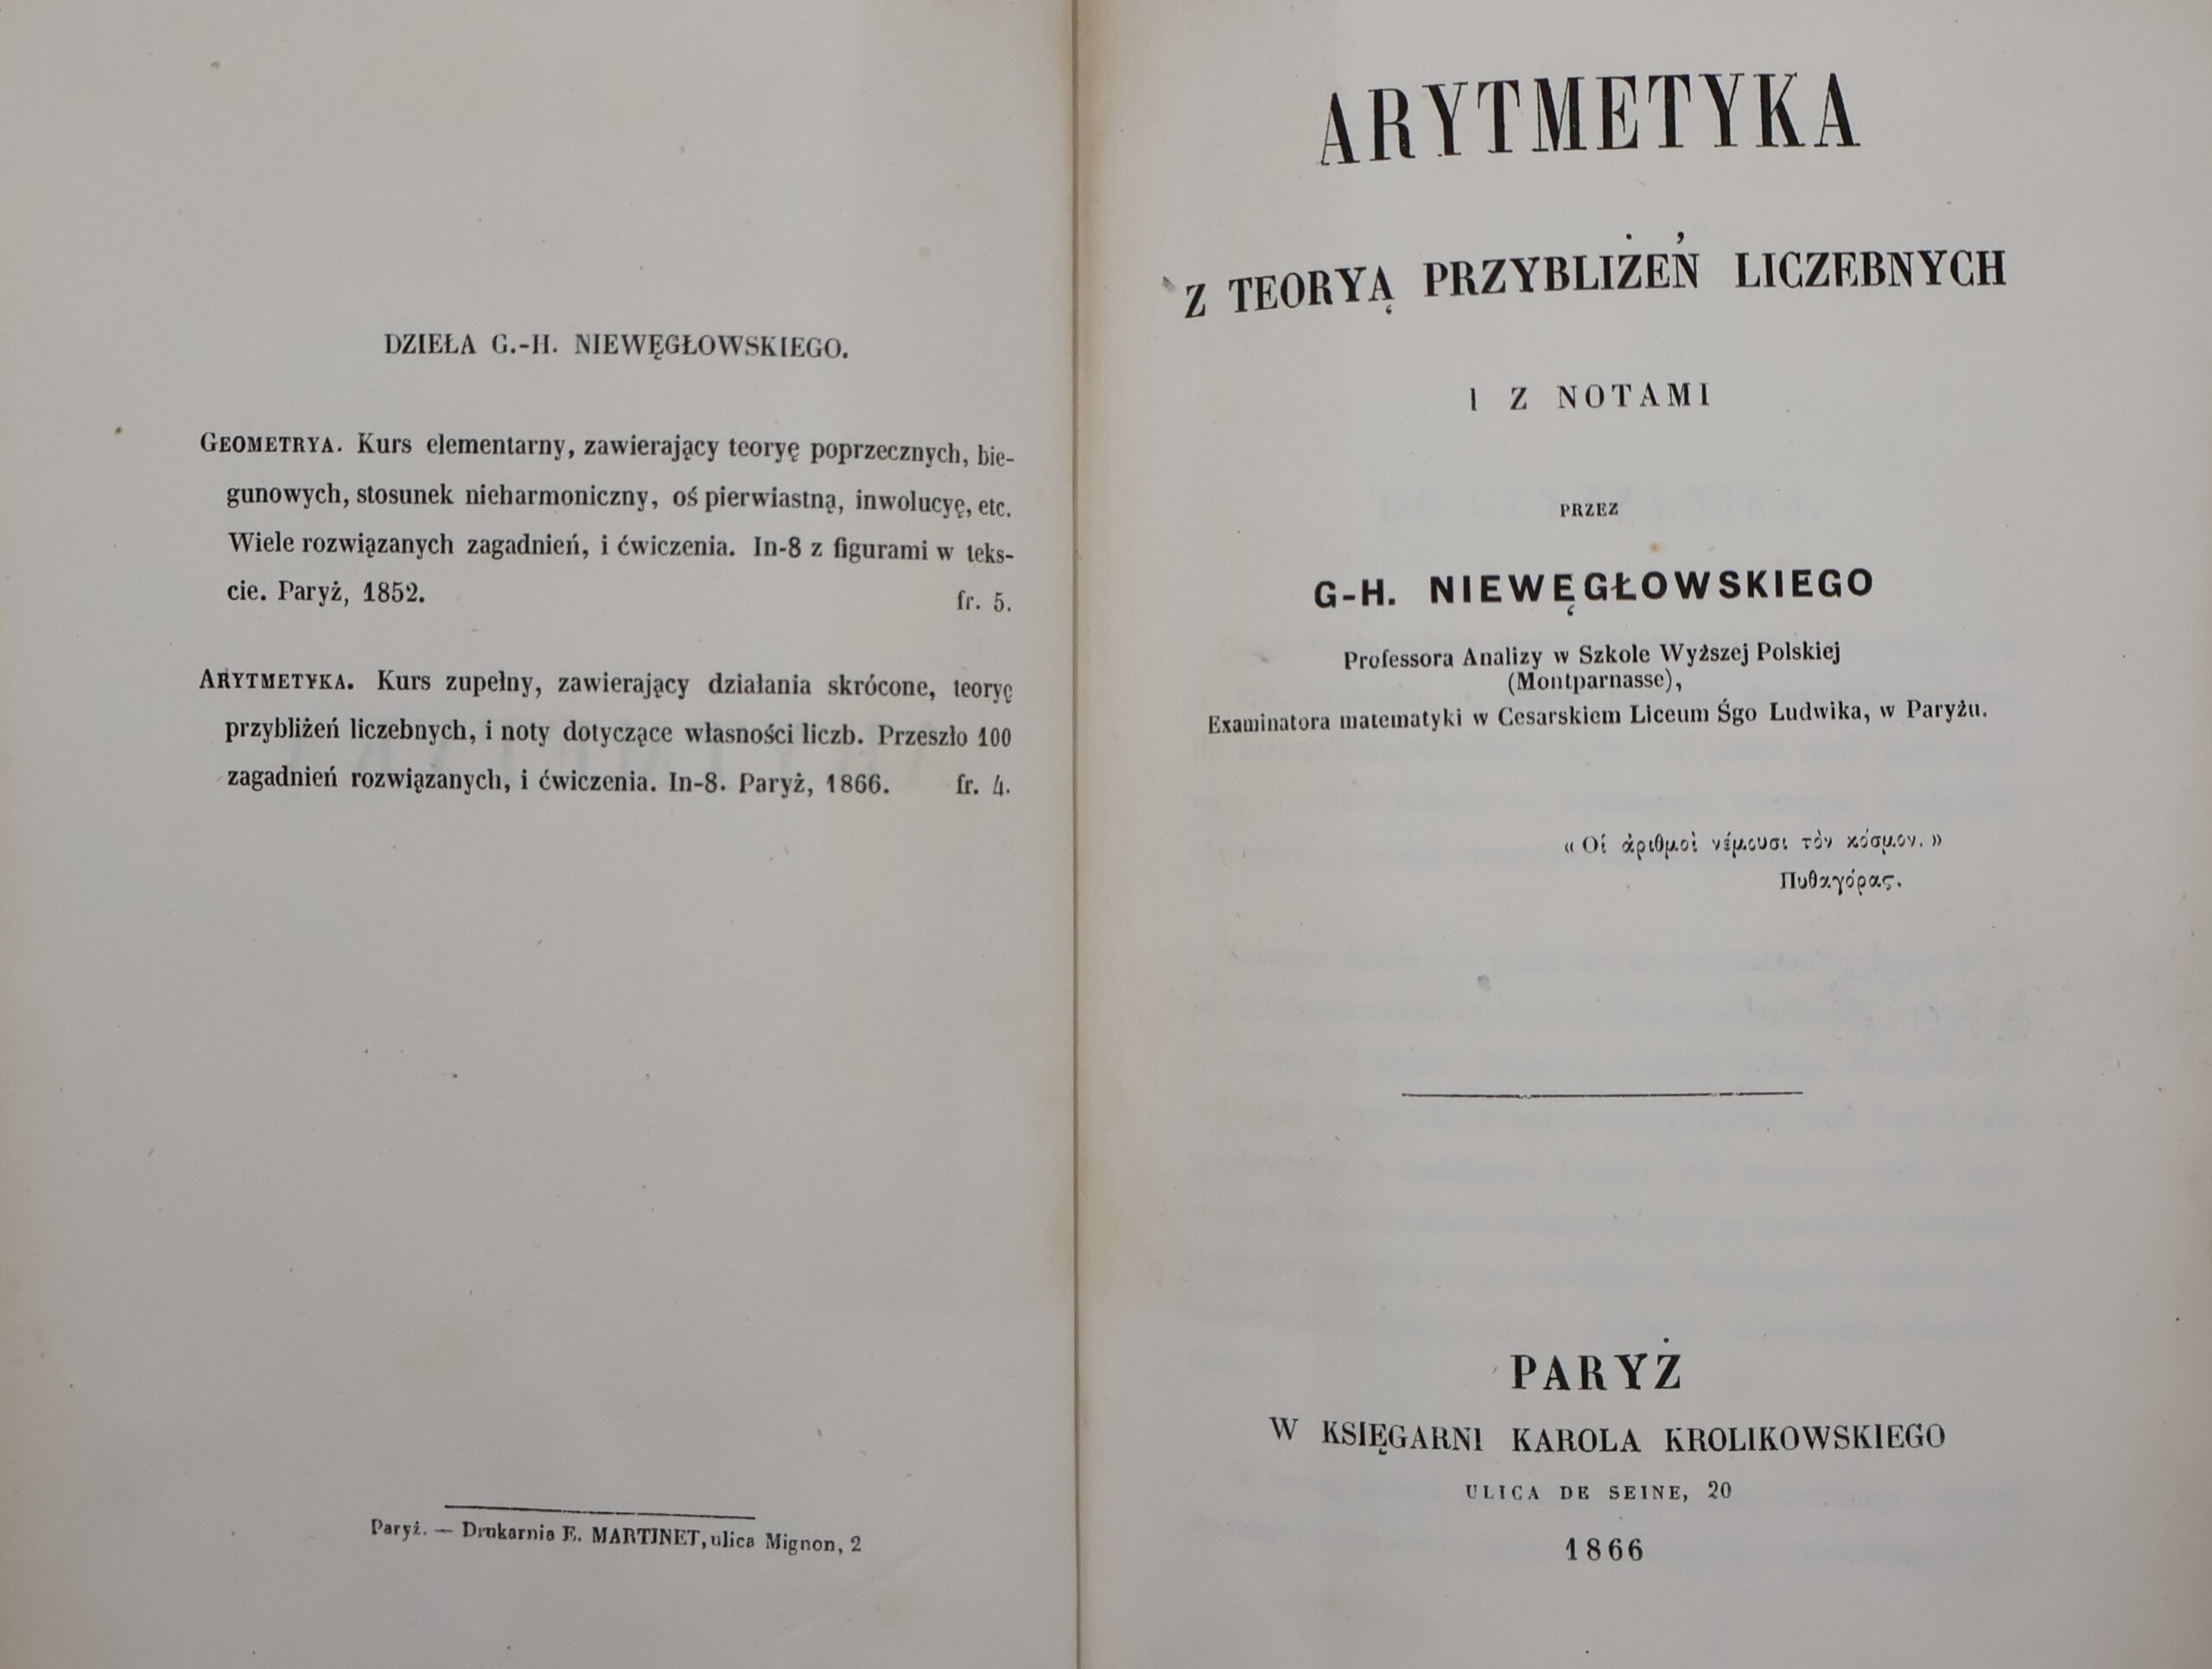 DZIEŁA G.-H. NIEWĘGŁOWSKIEGO.
GEOMETRYA. Kurs elementarny, zawierający teoryę poprzecznych, bie-
gunowych, stosunek nieharmoniczny, oś pierwiastną, inwolucyę, etc.
Wiele rozwiązanych zagadnień, i ćwiczenia. In-8 z figurami w teks-
cie. Paryż, 1852. fr. 5.
ARYTMETYKA. Kurs zupełny, zawierający działania skrócone, teoryę
przybliżeń liczebnych, i noty dotyczące własności liczb. Przeszło 100
zagadnień rozwiązanych, i ćwiczenia. In-8. Paryż, 1866. fr. 4.
Paryż. — Drukarnia E. MARTINET, ulica Mignon, 2
ARYTMETYKA
Z TEORYĄ PRZYBLIŻEŃ LICZEBNYCH
I Z NOTAMI
PRZEZ
G-H. NIEWĘGŁOWSKIEGO
Professora Analizy w Szkole Wyższej Polskiej
(Montparnasse),
Examinatora matematyki w Cesarskiem Liceum Śgo Ludwika, w Paryżu.
« Οἱ ἀριθμοὶ νέμουσι τὸν κόσμον. »
Πυθαγόρας.
PARYŻ
W KSIĘGARNI KAROLA KROLIKOWSKIEGO
ULICA DE SEINE, 20
1866